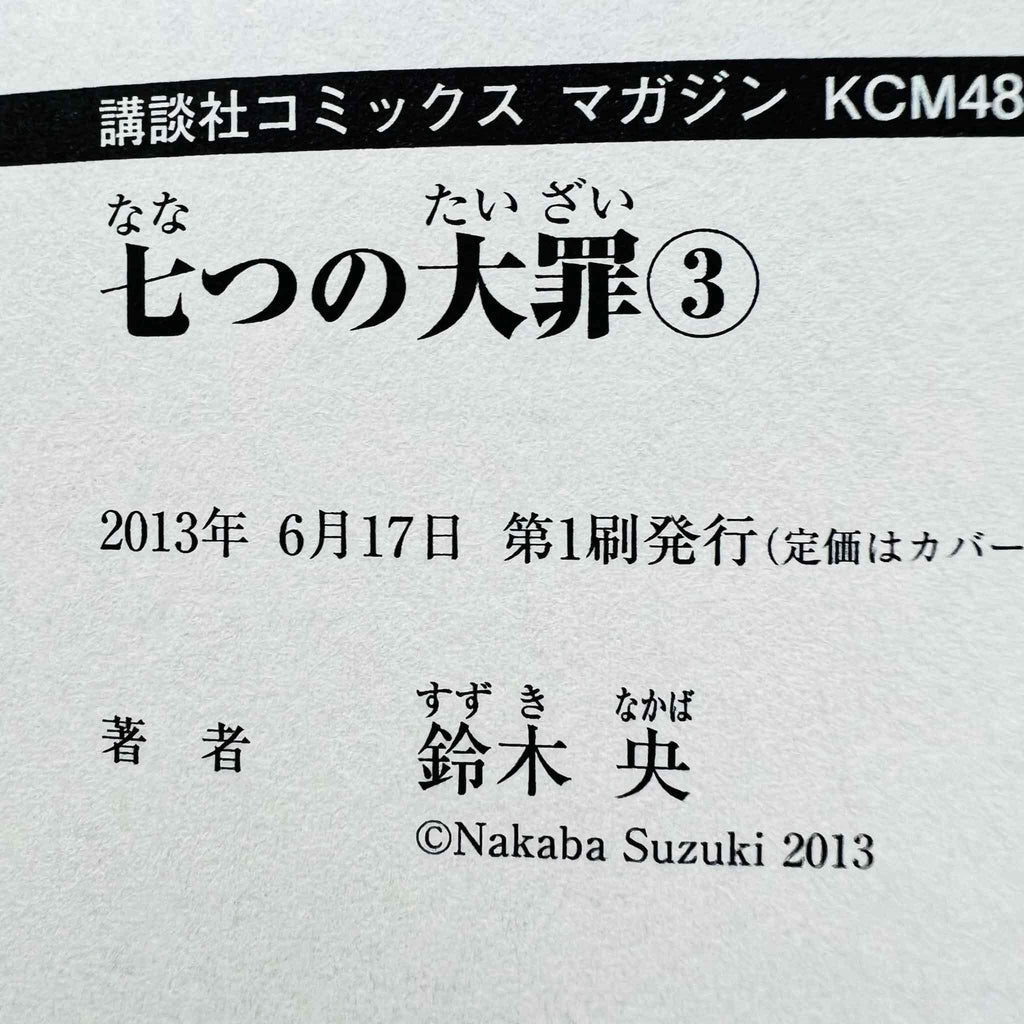 講談社コミックス マガジン KCM48
なな たい ざい
七つの大罪③
2013年 6月17日 第1刷発行(定価はカバー
すず き なかば
著 者 鈴木 央
©Nakaba Suzuki 2013